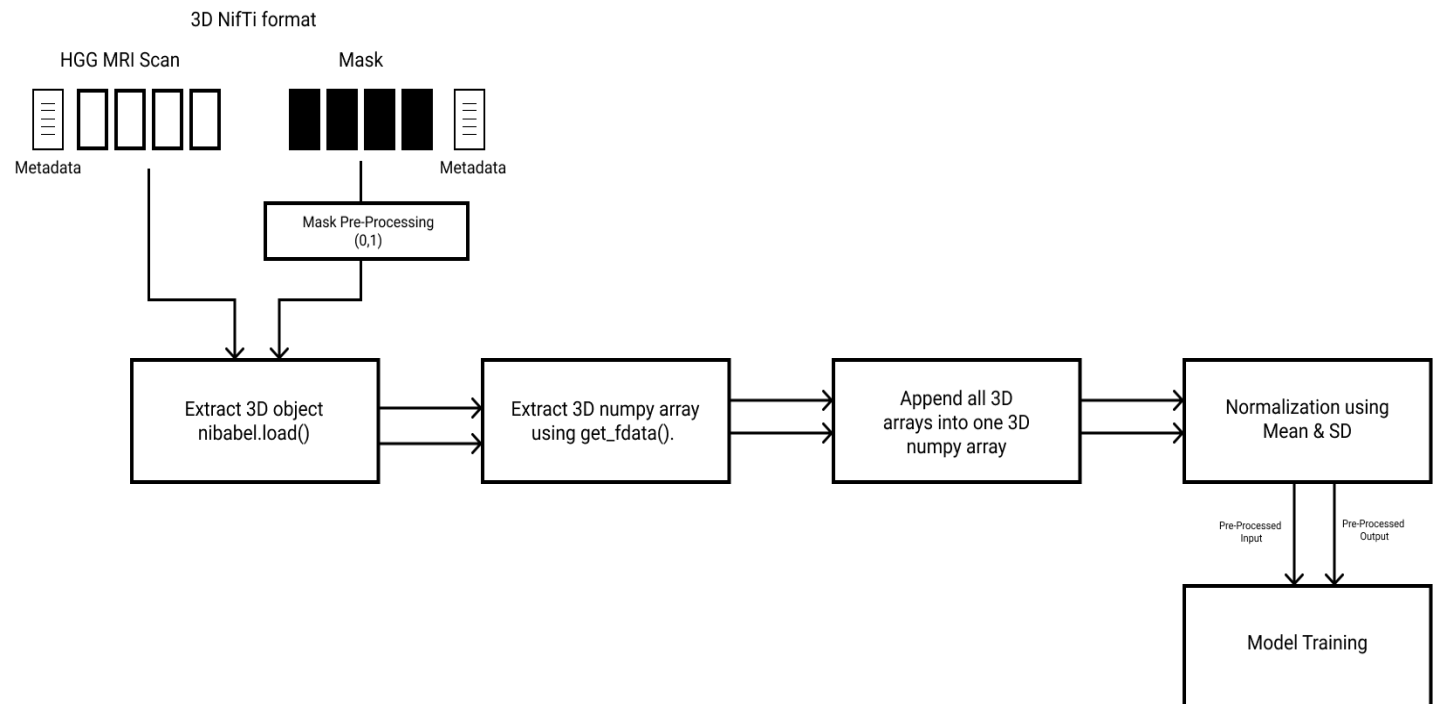 3D NifTi format
HGG MRI Scan
Mask
Metadata
Metadata
Mask Pre-Processing
(0,1)
Extract 3D object
nibabel.load()
Extract 3D numpy array
using get_fdata().
Append all 3D
arrays into one 3D
numpy array
Normalization using
Mean & SD
Pre-Processed
Input
Pre-Processed
Output
Model Training